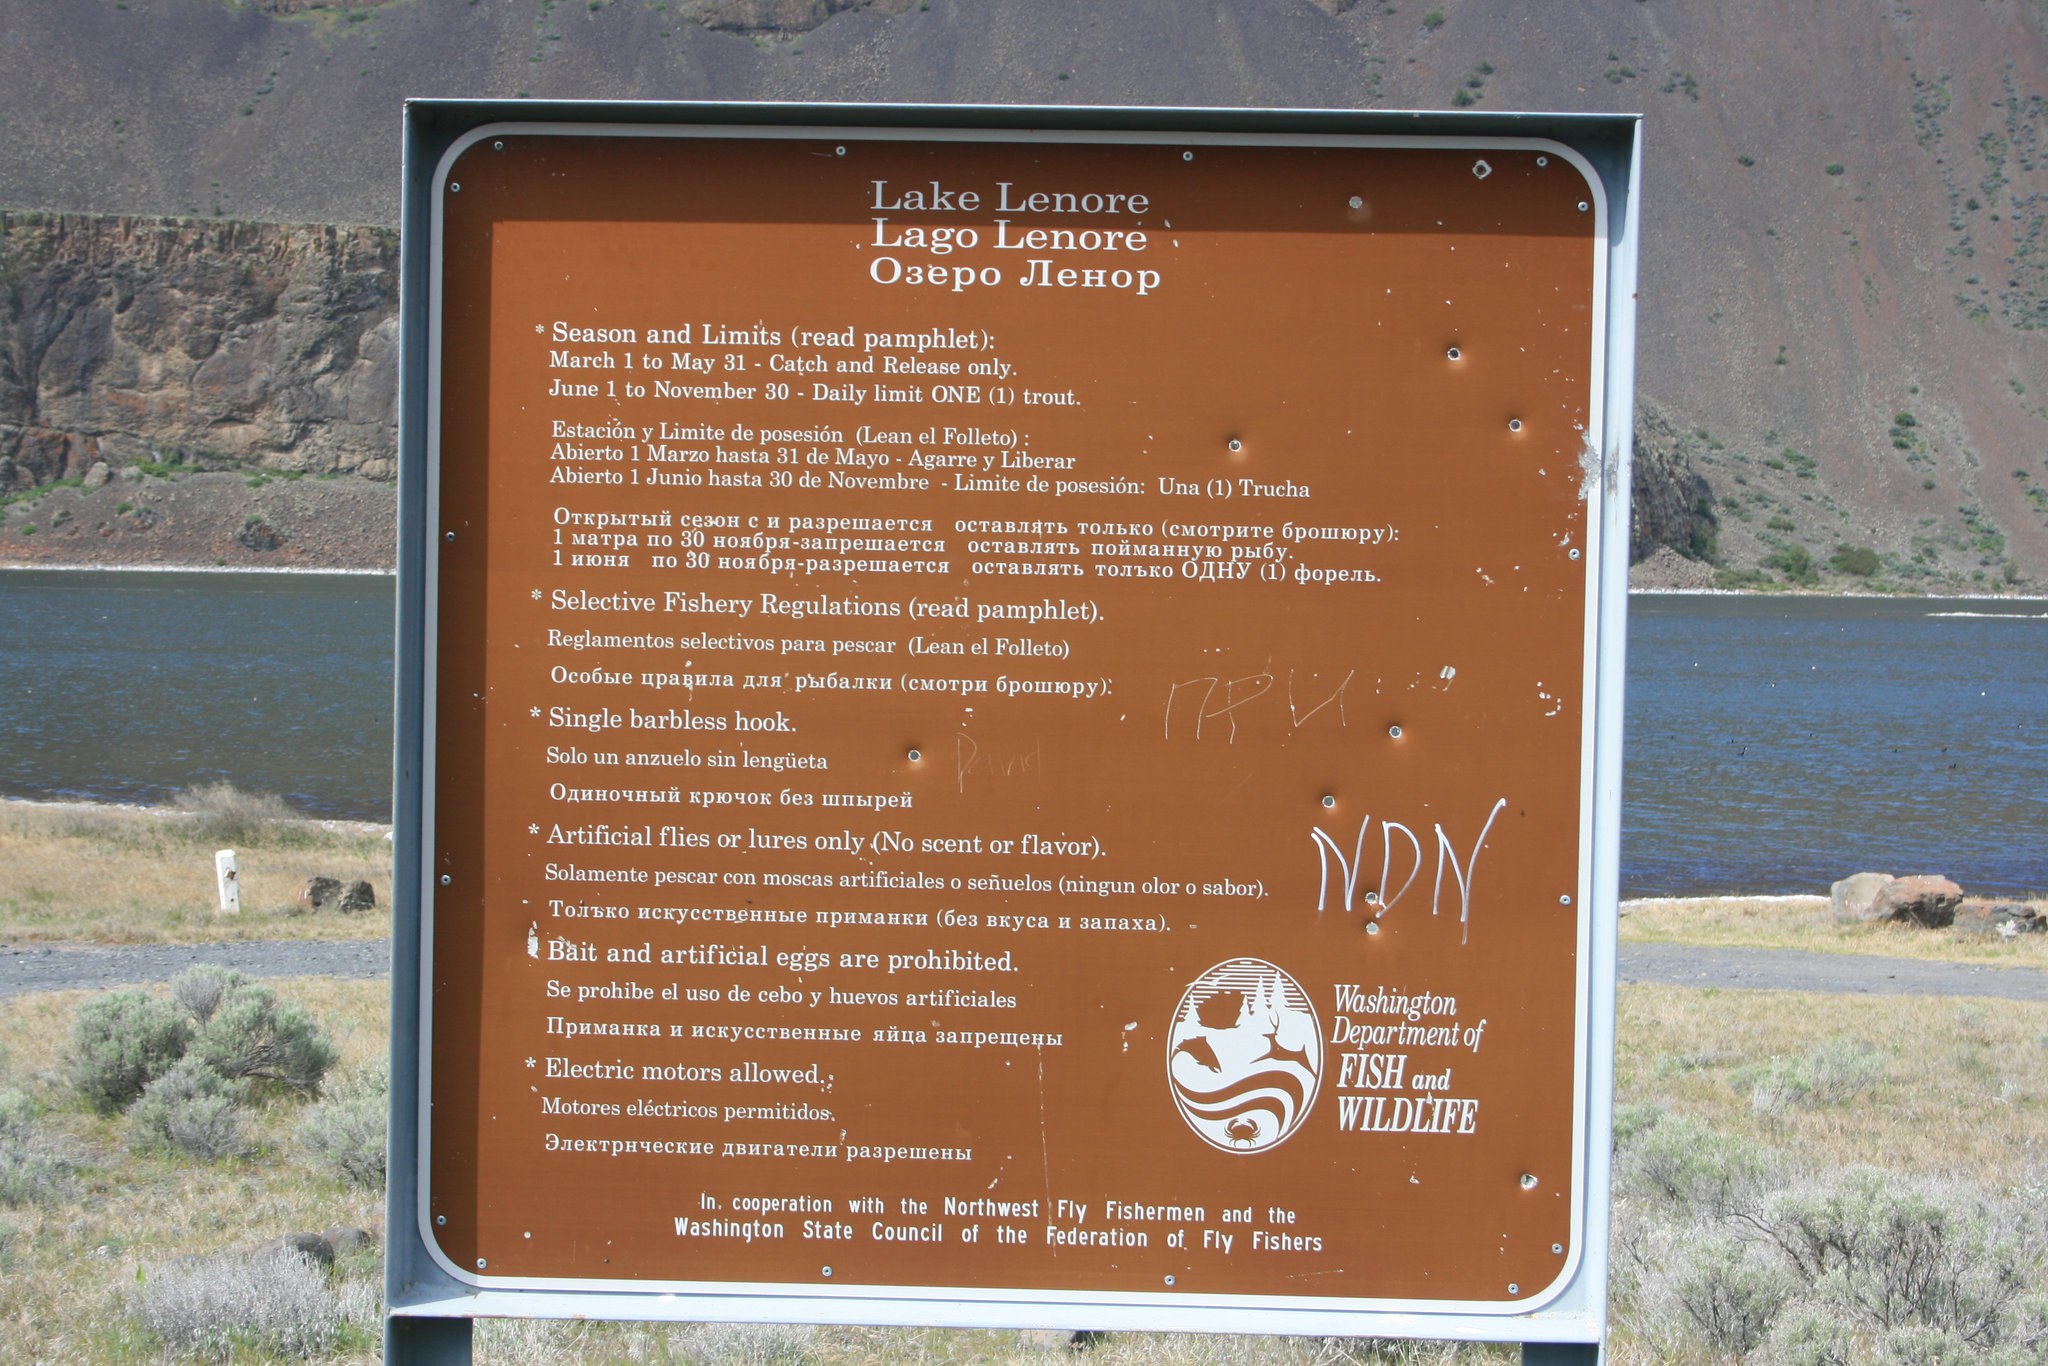 Lake Lenore
Lago Lenore
Озеро Ленор
* Season and Limits (read pamphlet):
March 1 to May 31 - Catch and Release only.
June 1 to November 30 - Daily limit ONE (1) trout.
Estación y Limite de posesión (Lean el Folleto) :
Abierto 1 Marzo hasta 31 de Mayo - Agarre y Liberar
Abierto 1 Junio hasta 30 de Novembre - Limite de posesión: Una (1) Trucha
Открытый сезон с и разрешается оставлять только (смотрите брошюру):
1 матра по 30 ноября-запрешается оставлять пойманную рыбу.
1 июня по 30 ноября-разрешается оставлять толъко ОДНУ (1) форель.
* Selective Fishery Regulations (read pamphlet).
Reglamentos selectivos para pescar (Lean el Folleto)
Особые цравила для рыбалки (смотри брошюру).
ПРИ
* Single barbless hook.
Solo un anzuelo sin lengüeta
Одиночный крючок без шпырей
* Artificial flies or lures only (No scent or flavor).
Solamente pescar con moscas artificiales o señuelos (ningun olor o sabor).
Толъко искусственные приманки (без вкуса и запаха).
NDN
Bait and artificial eggs are prohibited.
Se prohibe el uso de cebo y huevos artificiales
Приманка и искусственные яйца запрещены
* Electric motors allowed.
Motores eléctricos permitidos.
Электрнческие двигатели разрешены
Washington
Department of
FISH and
WILDLIFE
In cooperation with the Northwest Fly Fishermen and the
Washington State Council of the Federation of Fly Fishers